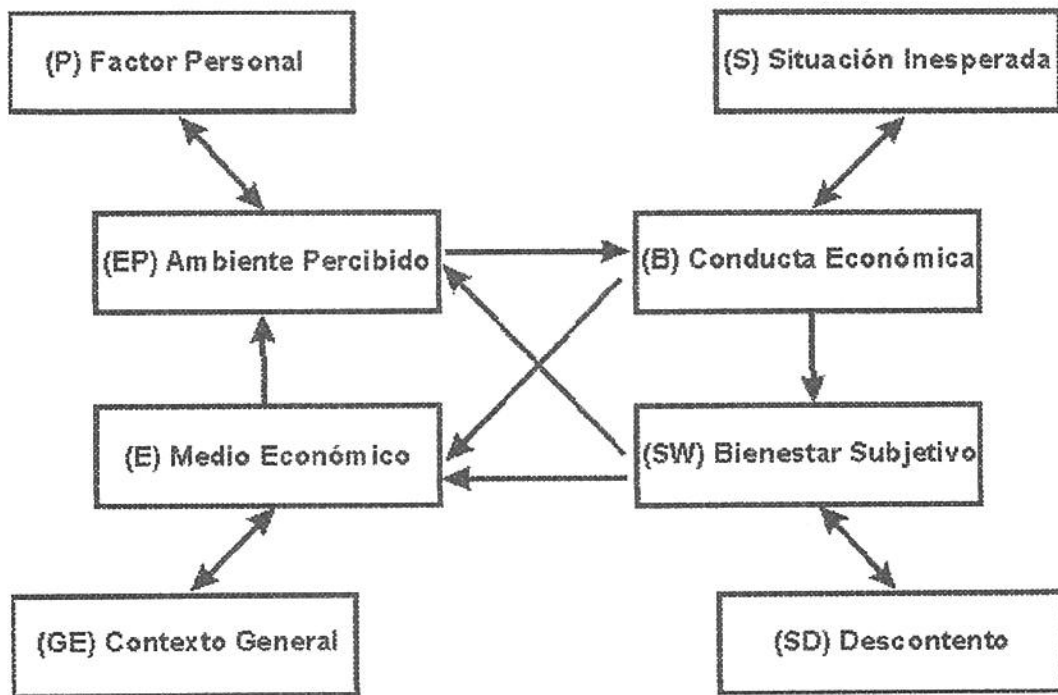 (P) Factor Personal
(S) Situación Inesperada
(EP) Ambiente Percibido
(B) Conducta Económica
(E) Medio Económico
(SW) Bienestar Subjetivo
(GE) Contexto General
(SD) Descontento